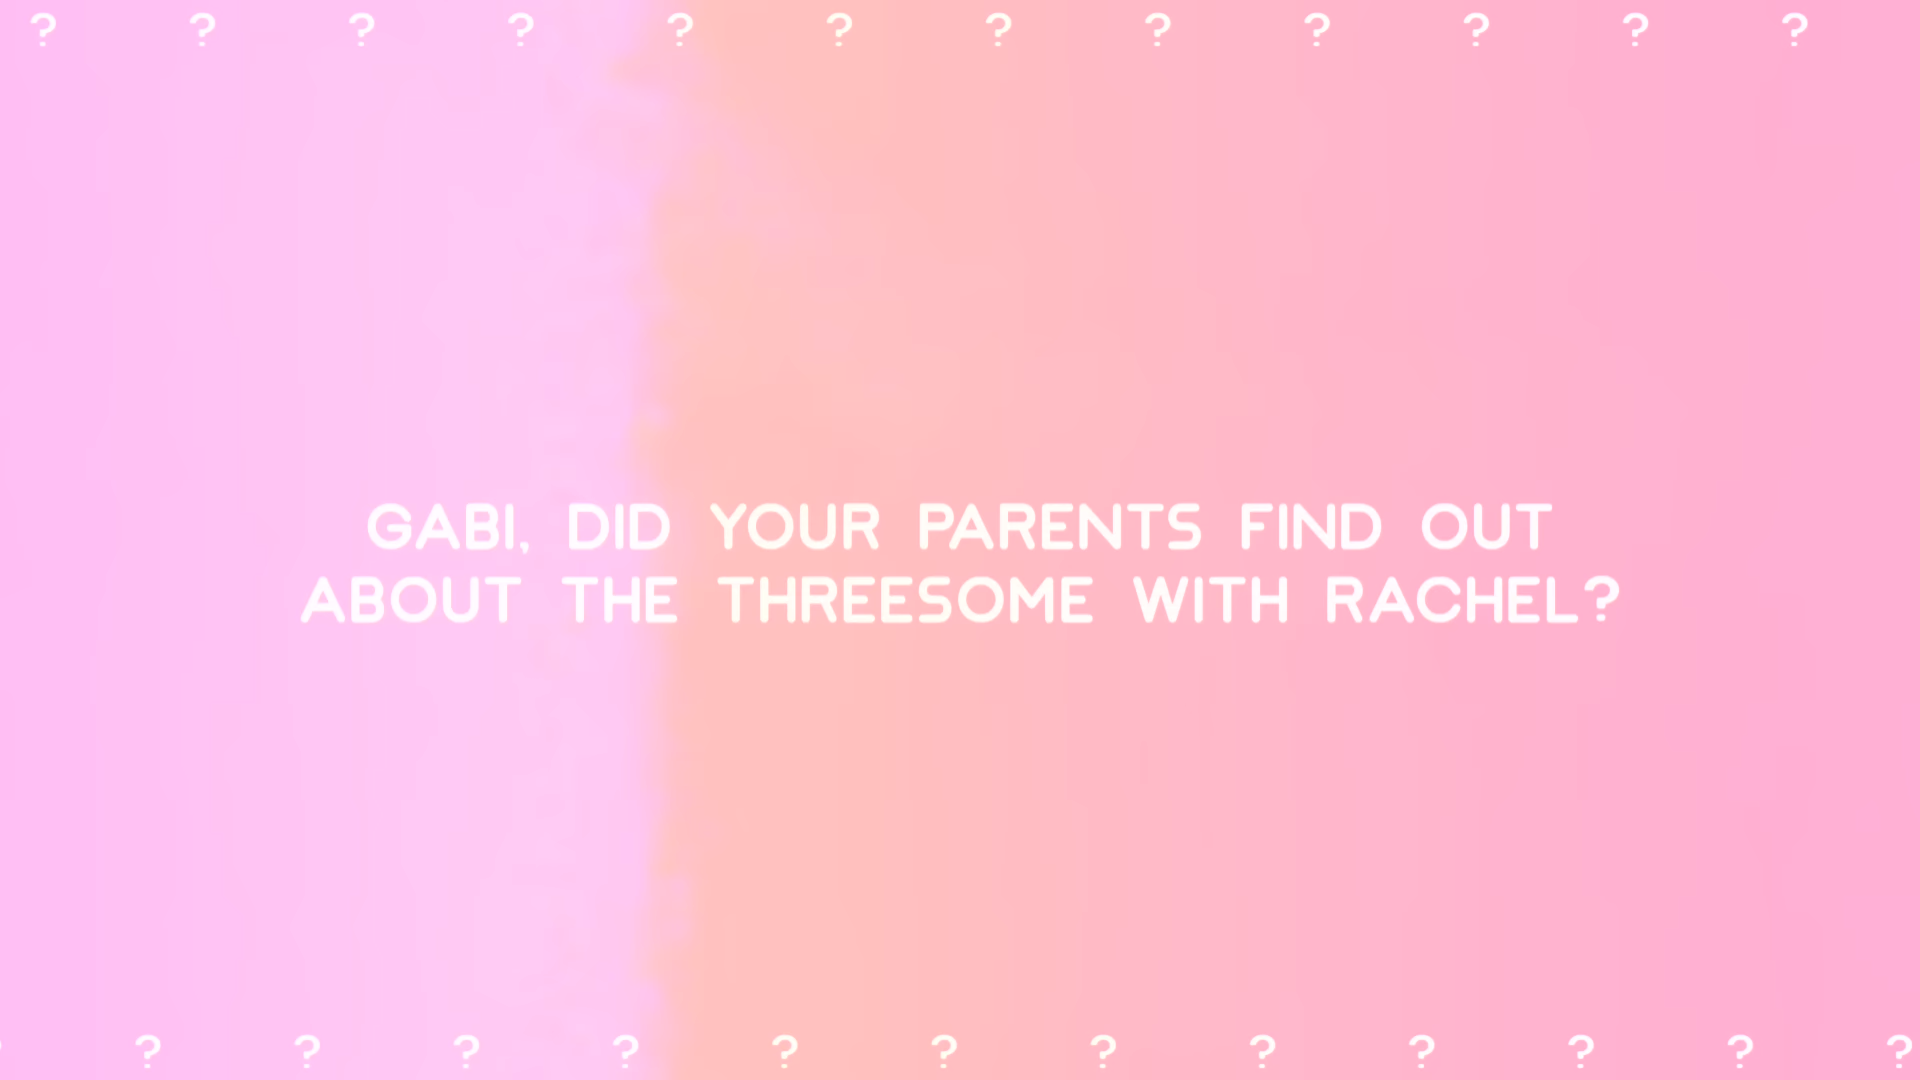 ? ? ? ? ? ? ? ? ? ? ? ?
GABI, DID YOUR PARENTS FIND OUT
ABOUT THE THREESOME WITH RACHEL?
? ? ? ? ? ? ? ? ? ? ? ?